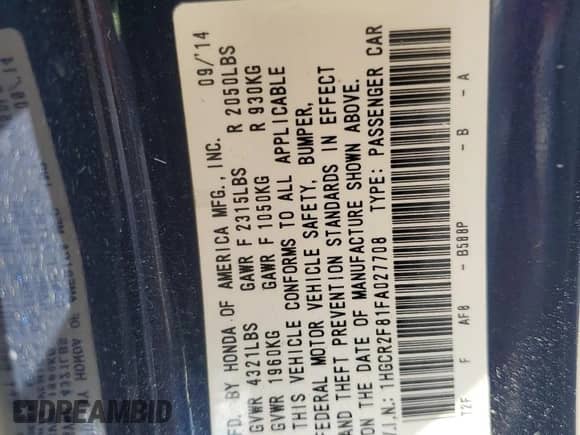 MFD. BY HONDA OF AMERICA MFG., INC. 09/'14
GVWR 4321LBS GAWR F 2315LBS R 2050LBS
GVWR 1960KG GAWR F 1050KG R 930KG
THIS VEHICLE CONFORMS TO ALL APPLICABLE
FEDERAL MOTOR VEHICLE SAFETY, BUMPER,
AND THEFT PREVENTION STANDARDS IN EFFECT
ON THE DATE OF MANUFACTURE SHOWN ABOVE.
V.I.N.: 1HGCR2F81FA027708 TYPE: PASSENGER CAR
T2F F AF8 - B588P - B - A
DREAMBID